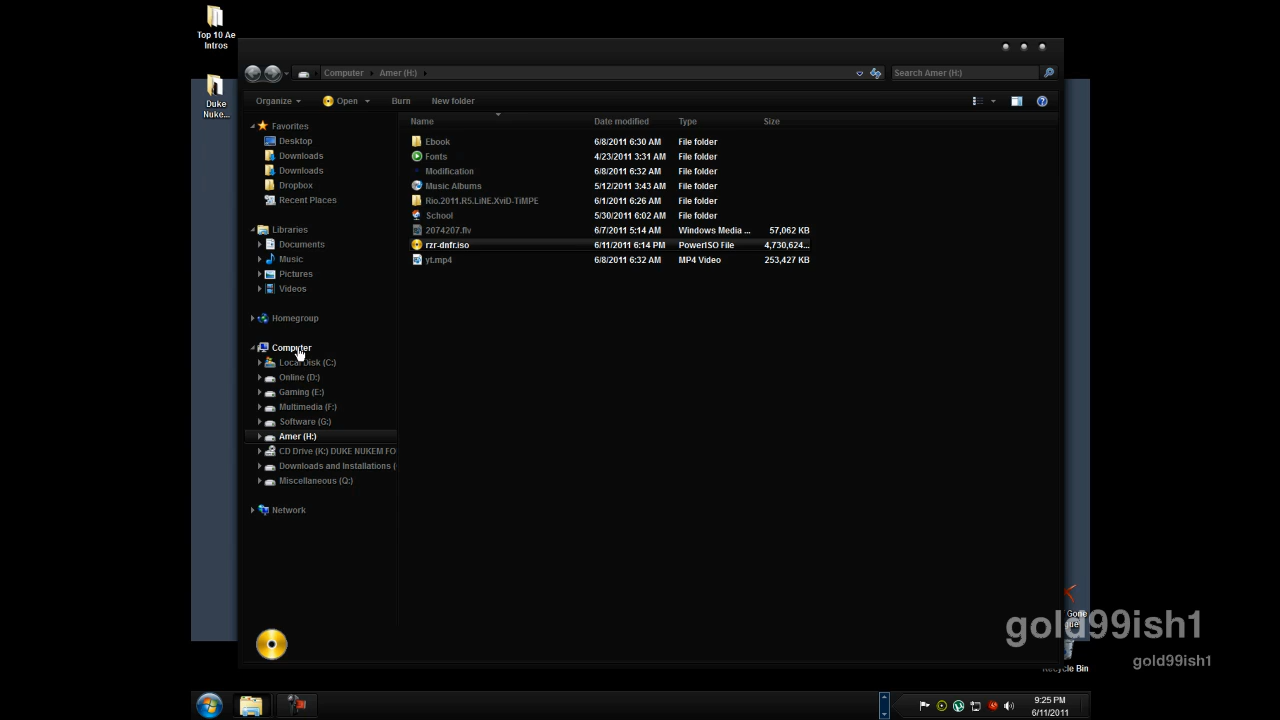 Top 10 Ae
Intros
Duke
Nuke...
Computer
Amer (H:)
Search Amer (H:)
Organize
Open
Burn
New folder
Name
Date modified
Type
Size
Favorites
Desktop
Downloads
Downloads
Dropbox
Recent Places
Libraries
Documents
Music
Pictures
Videos
Homegroup
Computer
Local Disk (C:)
Online (D:)
Gaming (E:)
Multimedia (F:)
Software (G:)
Amer (H:)
CD Drive (K:) DUKE NUKEM FO
Downloads and Installations (
Miscellaneous (Q:)
Network
Ebook 6/8/2011 6:30 AM File folder
Fonts 4/23/2011 3:31 AM File folder
Modification 6/8/2011 6:32 AM File folder
Music Albums 5/12/2011 3:43 AM File folder
Rio.2011.R5.LiNE.XviD-TiMPE 6/1/2011 6:26 AM File folder
School 5/30/2011 6:02 AM File folder
2074207.flv 6/7/2011 5:14 AM Windows Media ... 57,062 KB
rzr-dnfr.iso 6/11/2011 6:14 PM PowerISO File 4,730,624...
yt.mp4 6/8/2011 6:32 AM MP4 Video 253,427 KB
Gone
gold99ish1
gold99ish1
Recycle Bin
9:25 PM
6/11/2011